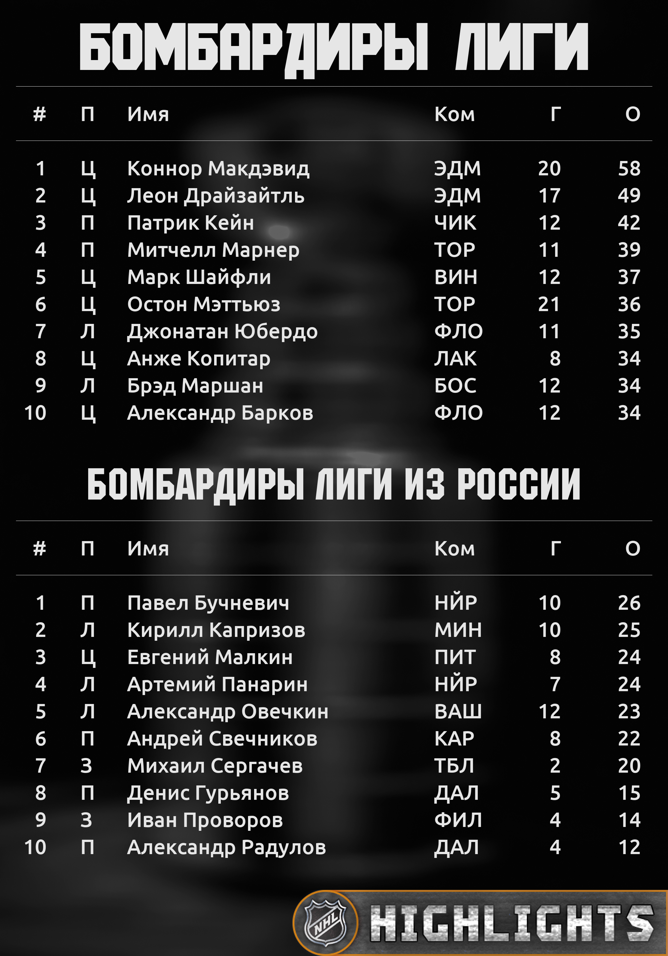 БОМБАРДИРЫ ЛИГИ
# П Имя Ком Г О
1 Ц Коннор Макдэвид ЭДМ 20 58
2 Ц Леон Драйзайтль ЭДМ 17 49
3 П Патрик Кейн ЧИК 12 42
4 П Митчелл Марнер ТОР 11 39
5 Ц Марк Шайфли ВИН 12 37
6 Ц Остон Мэттьюз ТОР 21 36
7 Л Джонатан Юбердо ФЛО 11 35
8 Ц Анже Копитар ЛАК 8 34
9 Л Брэд Маршан БОС 12 34
10 Ц Александр Барков ФЛО 12 34
БОМБАРДИРЫ ЛИГИ ИЗ РОССИИ
# П Имя Ком Г О
1 П Павел Бучневич НЙР 10 26
2 Л Кирилл Капризов МИН 10 25
3 Ц Евгений Малкин ПИТ 8 24
4 Л Артемий Панарин НЙР 7 24
5 Л Александр Овечкин ВАШ 12 23
6 П Андрей Свечников КАР 8 22
7 З Михаил Сергачев ТБЛ 2 20
8 П Денис Гурьянов ДАЛ 5 15
9 З Иван Проворов ФИЛ 4 14
10 П Александр Радулов ДАЛ 4 12
NHL HIGHLIGHTS